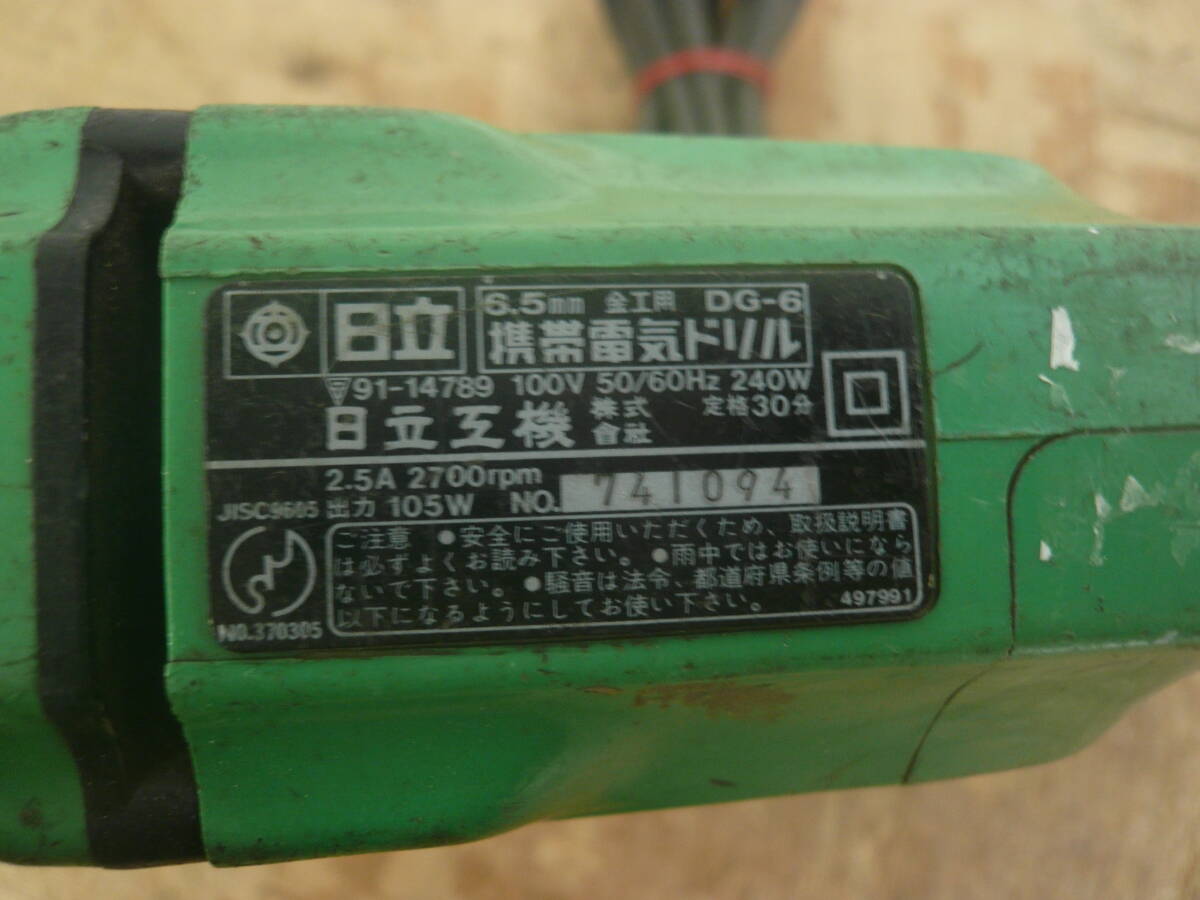 日立
6.5mm 金工用 DG-6
携帯電気ドリル
91-14789 100V 50/60Hz 240W
日立工機 株式會社 定格30分
2.5A 2700rpm
出力 105W NO. 741094
JISC9605
NO.370305
ご注意 ●安全にご使用いただくため、取扱説明書
は必ずよくお読み下さい。●雨中ではお使いになら
ないで下さい。●騒音は法令、都道府県条例等の値
以下になるようにしてお使い下さい。
497991